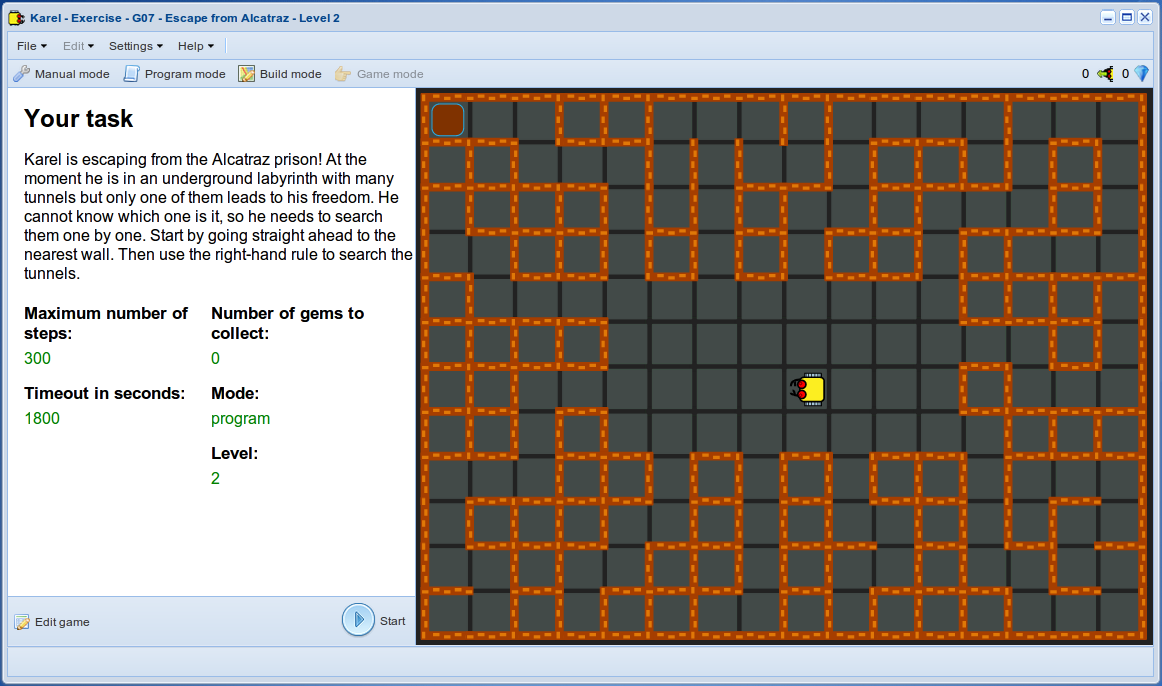 Karel - Exercise - G07 - Escape from Alcatraz - Level 2
File Edit Settings Help
Manual mode Program mode Build mode Game mode 0 0
Your task
Karel is escaping from the Alcatraz prison! At the
moment he is in an underground labyrinth with many
tunnels but only one of them leads to his freedom. He
cannot know which one is it, so he needs to search
them one by one. Start by going straight ahead to the
nearest wall. Then use the right-hand rule to search the
tunnels.
Maximum number of
steps:
300
Number of gems to
collect:
0
Timeout in seconds:
1800
Mode:
program
Level:
2
Edit game Start